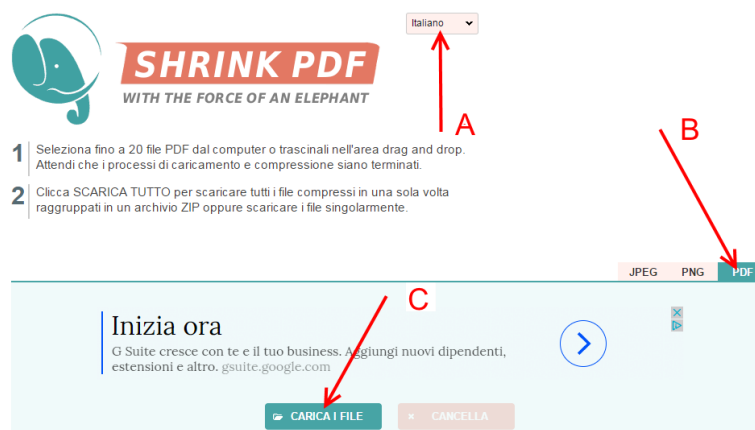 Italiano
SHRINK PDF
WITH THE FORCE OF AN ELEPHANT
A
B
1 Seleziona fino a 20 file PDF dal computer o trascinali nell'area drag and drop.
Attendi che i processi di caricamento e compressione siano terminati.
2 Clicca SCARICA TUTTO per scaricare tutti i file compressi in una sola volta
raggruppati in un archivio ZIP oppure scaricare i file singolarmente.
JPEG PNG PDF
C
Inizia ora
G Suite cresce con te e il tuo business. Aggiungi nuovi dipendenti,
estensioni e altro. gsuite.google.com
CARICA I FILE
× CANCELLA